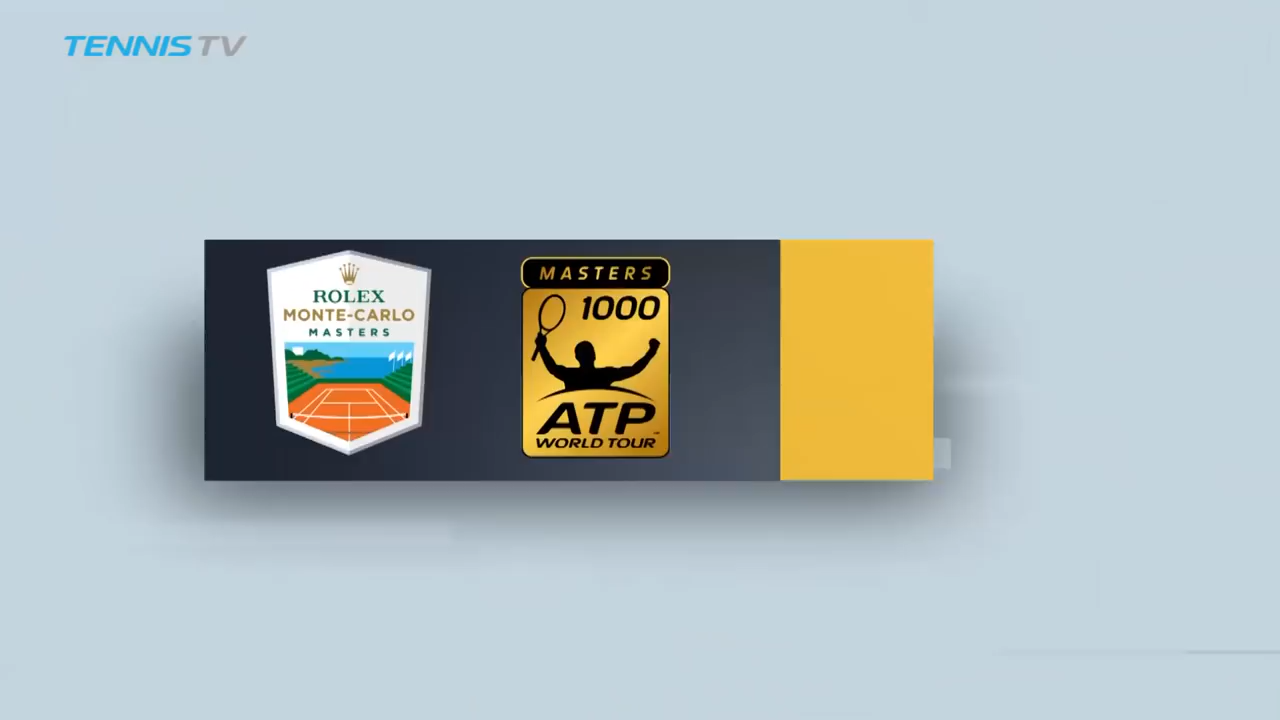 TENNIS TV
ROLEX
MONTE-CARLO
MASTERS
MASTERS
1000
ATP
WORLD TOUR